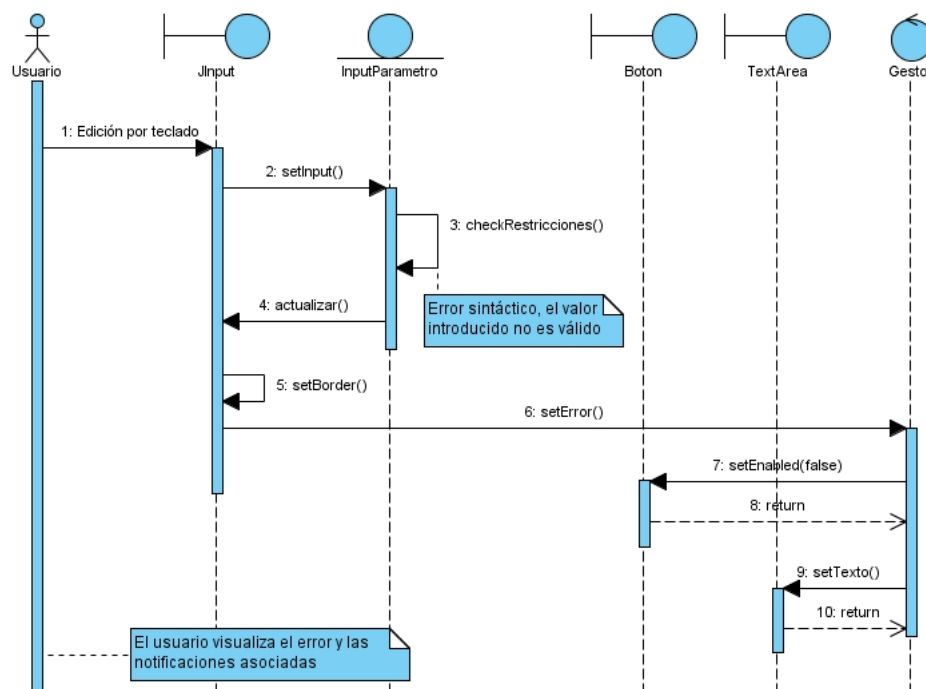 Usuario
JInput
InputParametro
Boton
TextArea
Gesto
1: Edición por teclado
2: setInput()
3: checkRestricciones()
Error sintáctico, el valor
introducido no es válido
4: actualizar()
5: setBorder()
6: setError()
7: setEnabled(false)
8: return
9: setTexto()
10: return
El usuario visualiza el error y las
notificaciones asociadas